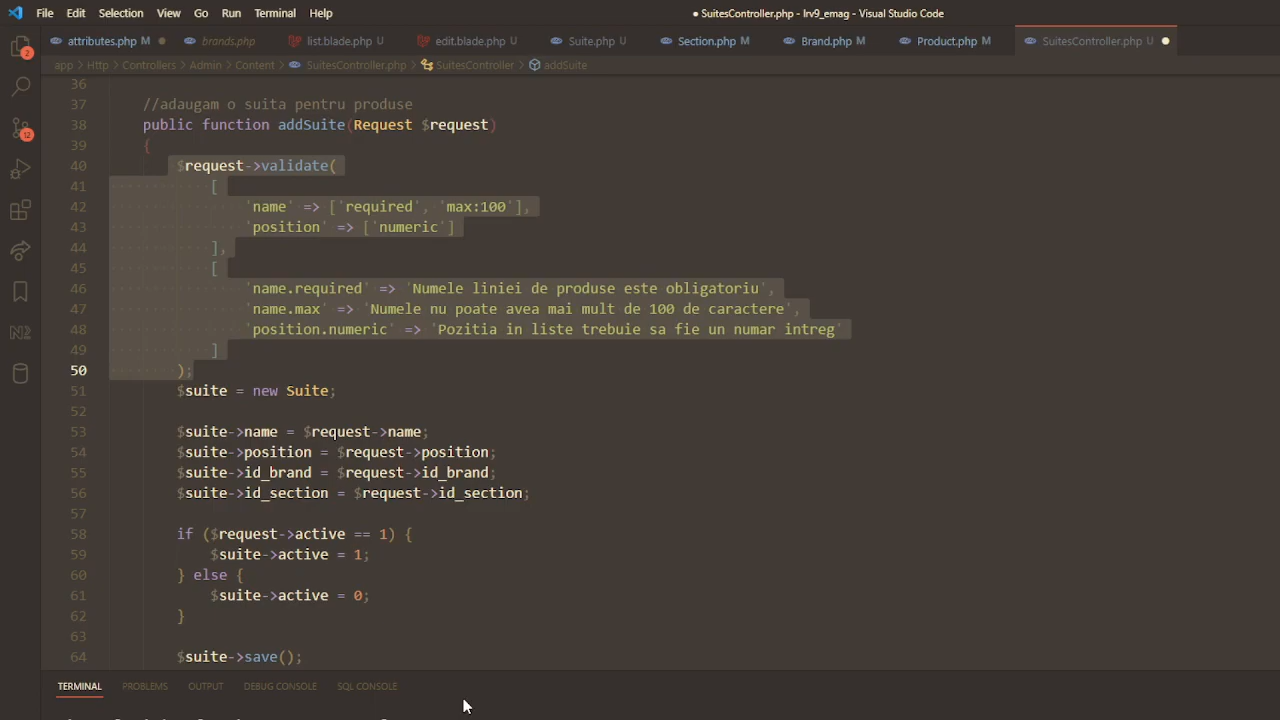 File Edit Selection View Go Run Terminal Help ● SuitesController.php - lrv9_emag - Visual Studio Code
attributes.php M brands.php list.blade.php U edit.blade.php U Suite.php U Section.php M Brand.php M Product.php M SuitesController.php U
app > Http > Controllers > Admin > Content > SuitesController.php > SuitesController > addSuite
36
37 //adaugam o suita pentru produse
38 public function addSuite(Request $request)
39 {
40 $request->validate(
41 [
42 'name' => ['required', 'max:100'],
43 'position' => ['numeric']
44 ],
45 [
46 'name.required' => 'Numele liniei de produse este obligatoriu',
47 'name.max' => 'Numele nu poate avea mai mult de 100 de caractere',
48 'position.numeric' => 'Pozitia in liste trebuie sa fie un numar intreg'
49 ]
50 );
51 $suite = new Suite;
52
53 $suite->name = $request->name;
54 $suite->position = $request->position;
55 $suite->id_brand = $request->id_brand;
56 $suite->id_section = $request->id_section;
57
58 if ($request->active == 1) {
59 $suite->active = 1;
60 } else {
61 $suite->active = 0;
62 }
63
64 $suite->save();
TERMINAL PROBLEMS OUTPUT DEBUG CONSOLE SQL CONSOLE
2
12